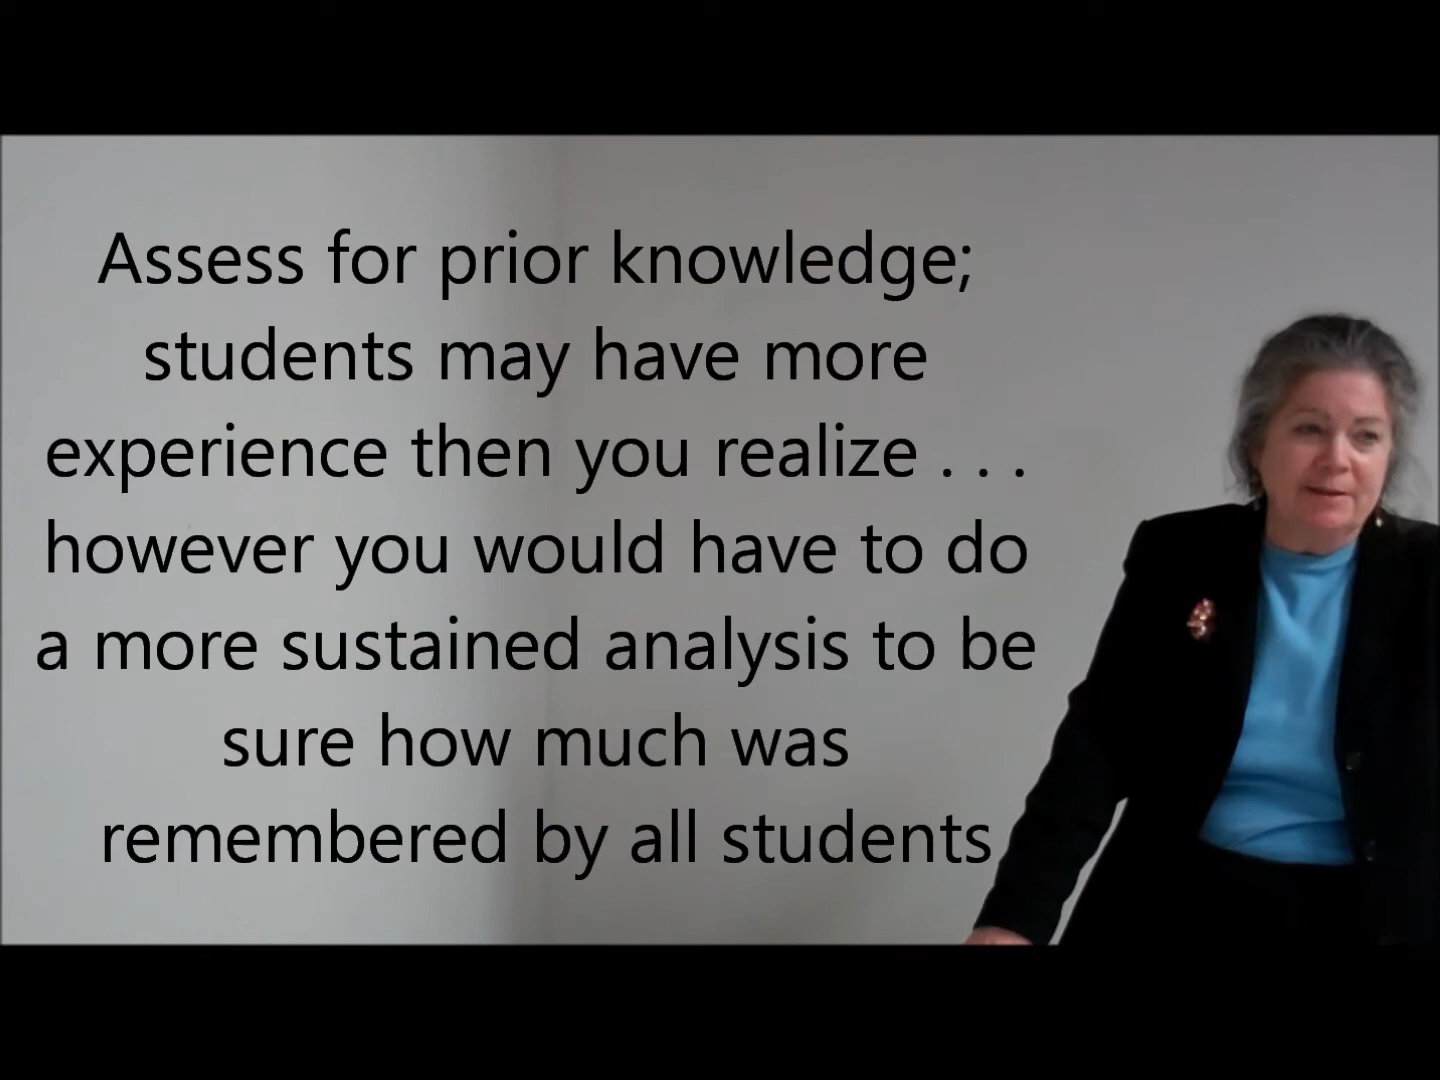 Assess for prior knowledge;
students may have more
experience then you realize . . .
however you would have to do
a more sustained analysis to be
sure how much was
remembered by all students